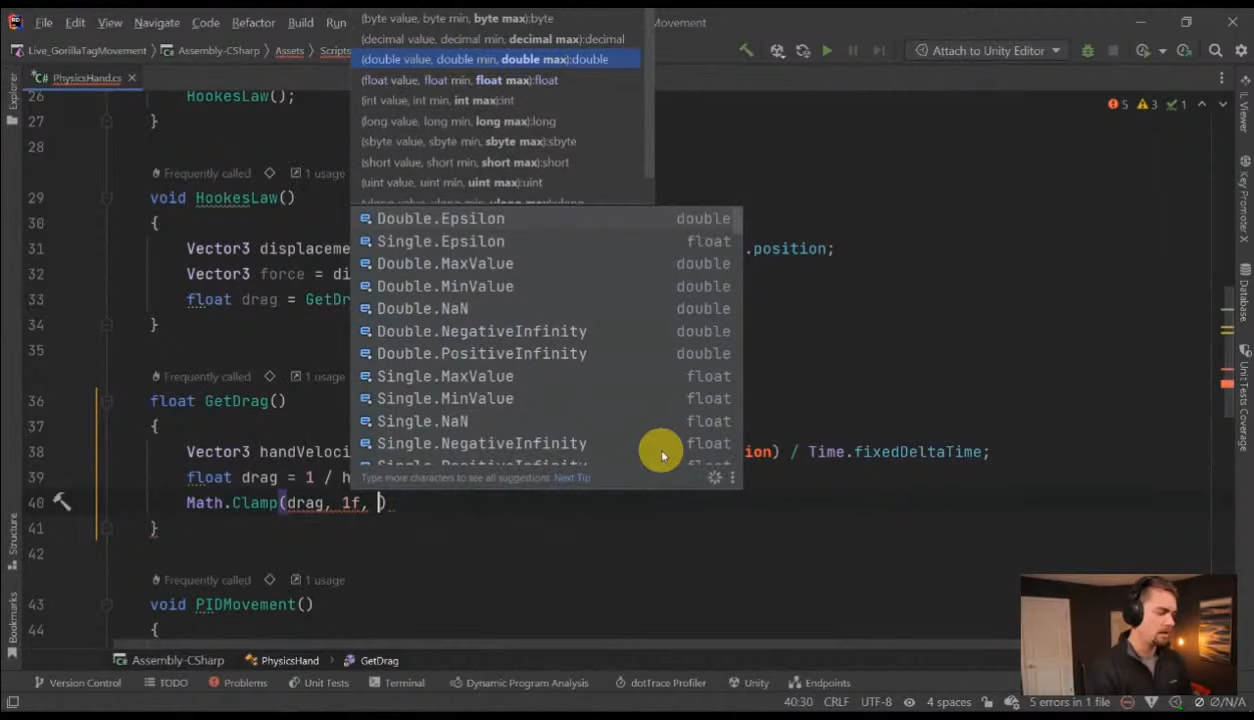 File Edit View Navigate Code Refactor Build Run
Movement
Live_GorillaTagMovement Assembly-CSharp Assets Scripts
Attach to Unity Editor
PhysicsHand.cs
(byte value, byte min, byte max):byte
(decimal value, decimal min, decimal max):decimal
(double value, double min, double max):double
(float value, float min, float max):float
(int value, int min, int max):int
(long value, long min, long max):long
(sbyte value, sbyte min, sbyte max):sbyte
(short value, short min, short max):short
(uint value, uint min, uint max):uint
5 3 1
26 HookesLaw();
27 }
28
Frequently called 1 usage
29 void HookesLaw()
30 {
31 Vector3 displaceme .position;
32 Vector3 force = di
33 float drag = GetDr
34 }
35
Frequently called 1 usage
36 float GetDrag()
37 {
38 Vector3 handVeloci ion) / Time.fixedDeltaTime;
39 float drag = 1 / h
40 Math.Clamp(drag, 1f, )
41 }
42
Frequently called 1 usage
43 void PIDMovement()
44 {
Double.Epsilon double
Single.Epsilon float
Double.MaxValue double
Double.MinValue double
Double.NaN double
Double.NegativeInfinity double
Double.PositiveInfinity double
Single.MaxValue float
Single.MinValue float
Single.NaN float
Single.NegativeInfinity float
Type more characters to see all suggestions Next Tip
Explorer
Structure
Bookmarks
IL Viewer
Key Promoter X
Database
Unit Tests Coverage
Assembly-CSharp PhysicsHand GetDrag
Version Control TODO Problems Unit Tests Terminal Dynamic Program Analysis dotTrace Profiler Unity Endpoints
40:30 CRLF UTF-8 4 spaces 5 errors in 1 file Ø/N/A